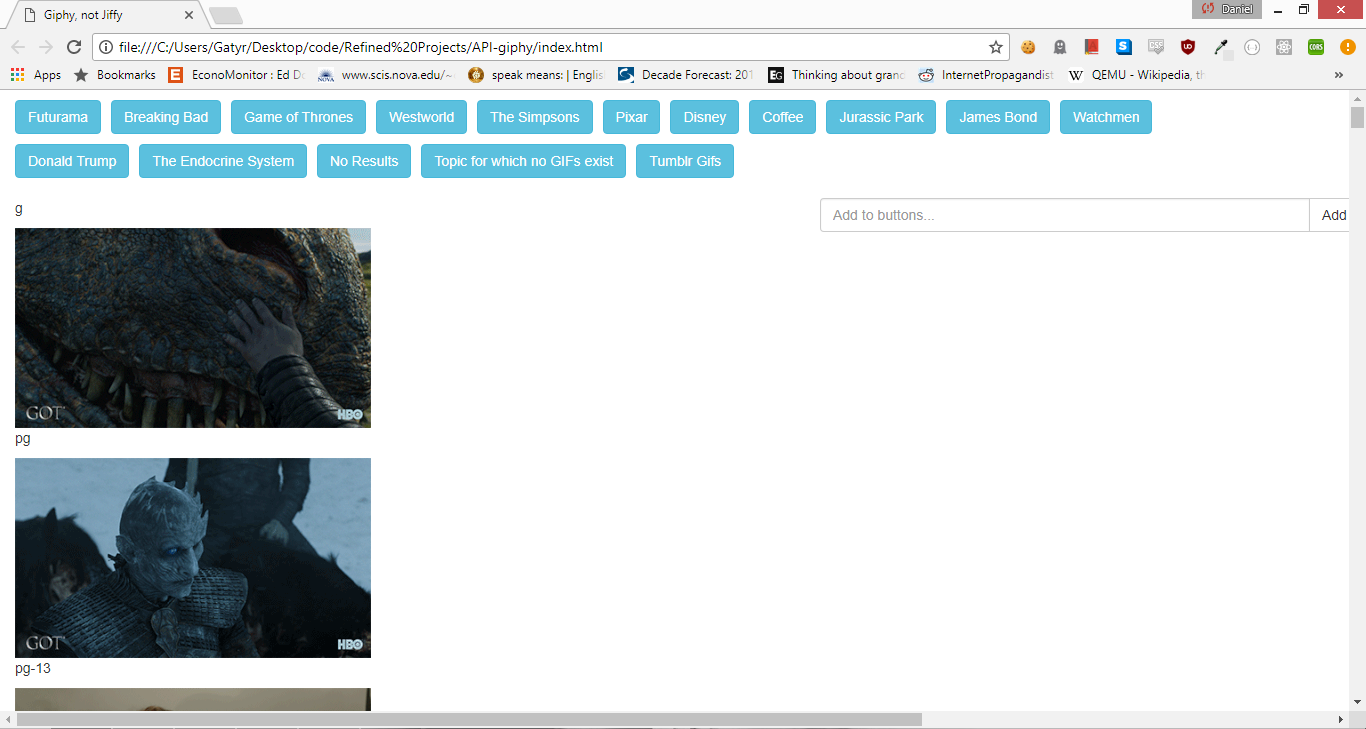 Giphy, not Jiffy
Daniel
file:///C:/Users/Gatyr/Desktop/code/Refined%20Projects/API-giphy/index.html
Apps Bookmarks EconoMonitor : Ed Do www.scis.nova.edu/~ speak means: | Englis Decade Forecast: 201 Thinking about granc InternetPropagandist QEMU - Wikipedia, th »
Futurama Breaking Bad Game of Thrones Westworld The Simpsons Pixar Disney Coffee Jurassic Park James Bond Watchmen
Donald Trump The Endocrine System No Results Topic for which no GIFs exist Tumblr Gifs
g
Add to buttons... Add
GOT HBO
pg
GOT HBO
pg-13